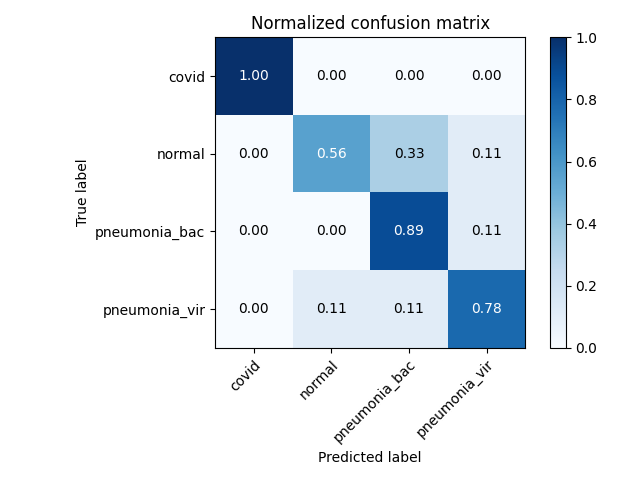 Normalized confusion matrix
True label
covid
1.00 0.00 0.00 0.00
normal
0.00 0.56 0.33 0.11
pneumonia_bac
0.00 0.00 0.89 0.11
pneumonia_vir
0.00 0.11 0.11 0.78
covid
normal
pneumonia_bac
pneumonia_vir
Predicted label
1.0
0.8
0.6
0.4
0.2
0.0